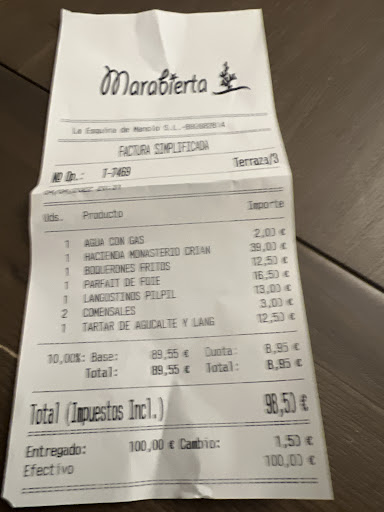 Marabierta
La Esquina de Manolo S.L.
FACTURA SIMPLIFICADA
Nº Op.: T-7469 Terraza/3
Uds. Producto Importe
1 AGUA CON GAS 2,00 €
1 HACIENDA MONASTERIO CRIAN 39,00 €
1 BOQUERONES FRITOS 12,50 €
1 PARFAIT DE FOIE 16,50 €
1 LANGOSTINOS PILPIL 13,00 €
2 COMENSALES 3,00 €
1 TARTAR DE AGUCALTE Y LANG 12,50 €
10,00%: Base: 89,55 € Cuota: 8,95 €
Total: 89,55 € Total: 8,95 €
Total (Impuestos Incl.) 98,50 €
Entregado: 100,00 € Cambio: 1,50 €
Efectivo 100,00 €